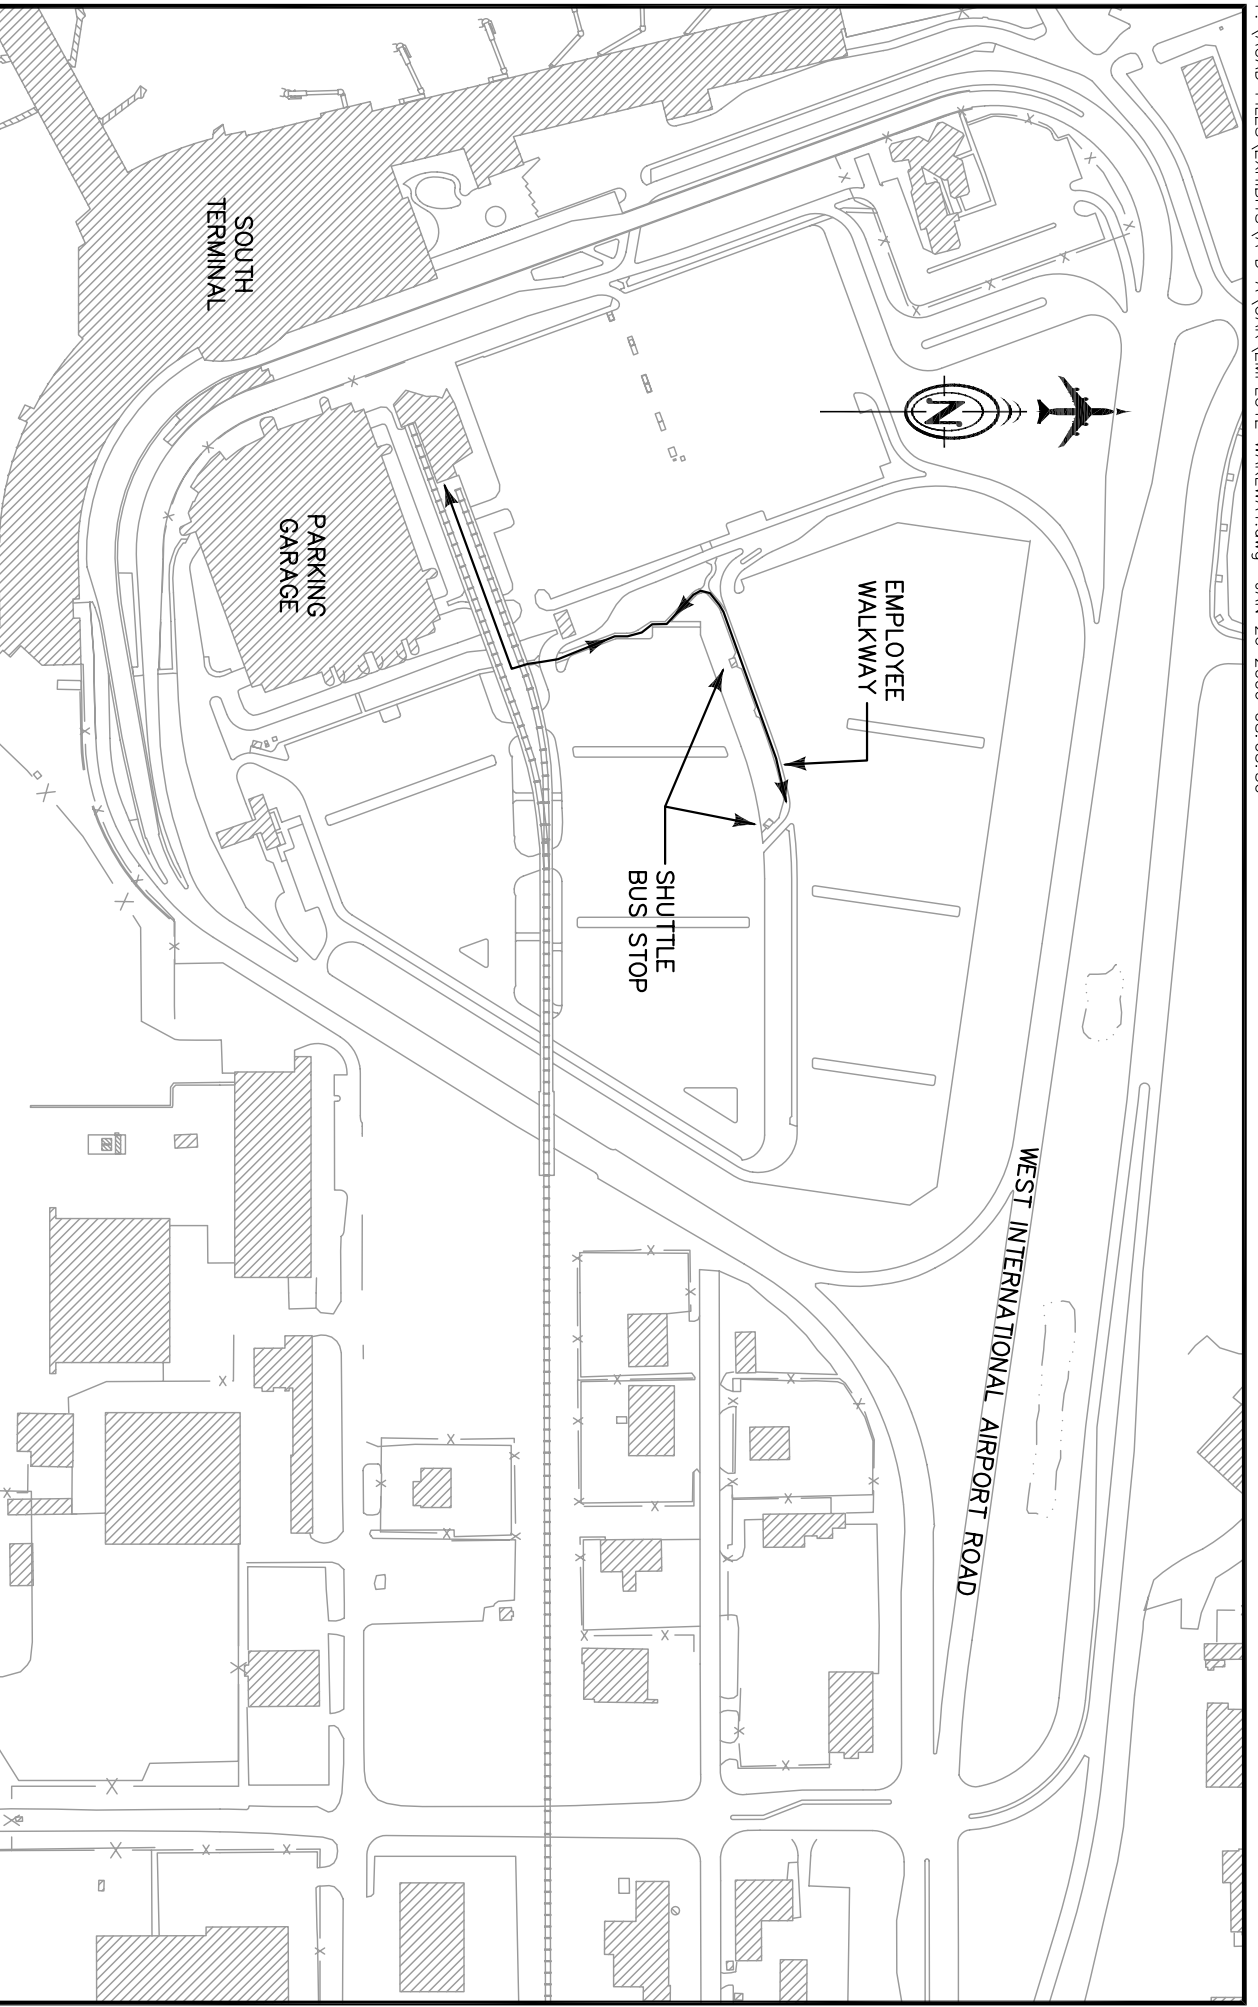 SOUTH
TERMINAL
PARKING
GARAGE
EMPLOYEE
WALKWAY
N
SHUTTLE
BUS STOP
WEST INTERNATIONAL AIRPORT ROAD